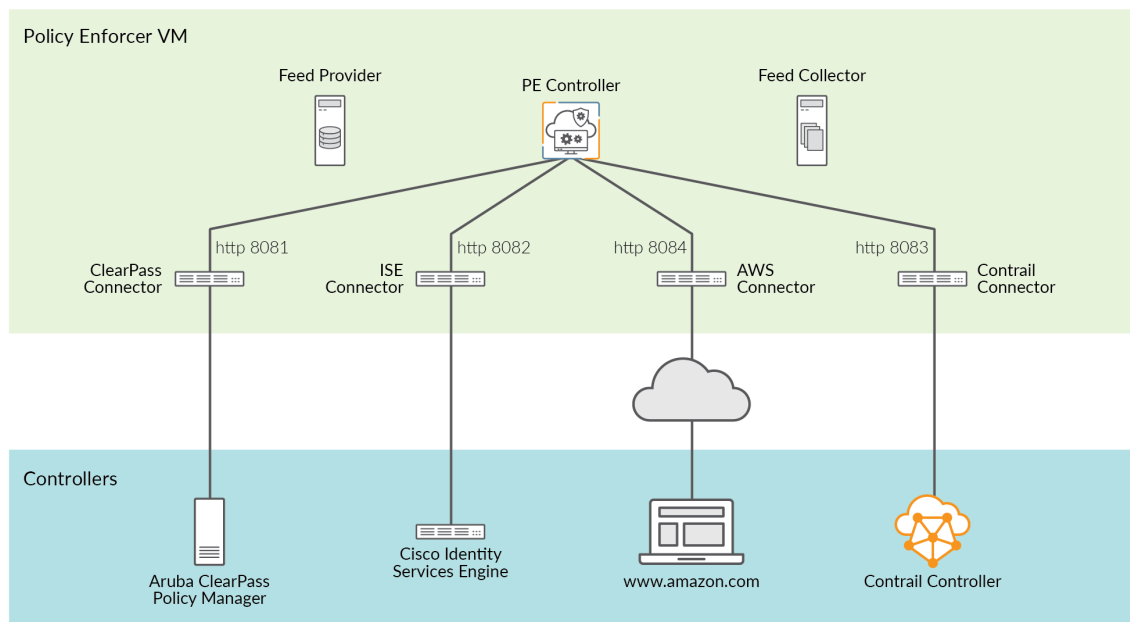 Policy Enforcer VM
Feed Provider
PE Controller
Feed Collector
http 8081
http 8082
http 8084
http 8083
ClearPass
Connector
ISE
Connector
AWS
Connector
Contrail
Connector
Controllers
Aruba ClearPass
Policy Manager
Cisco Identity
Services Engine
www.amazon.com
Contrail Controller